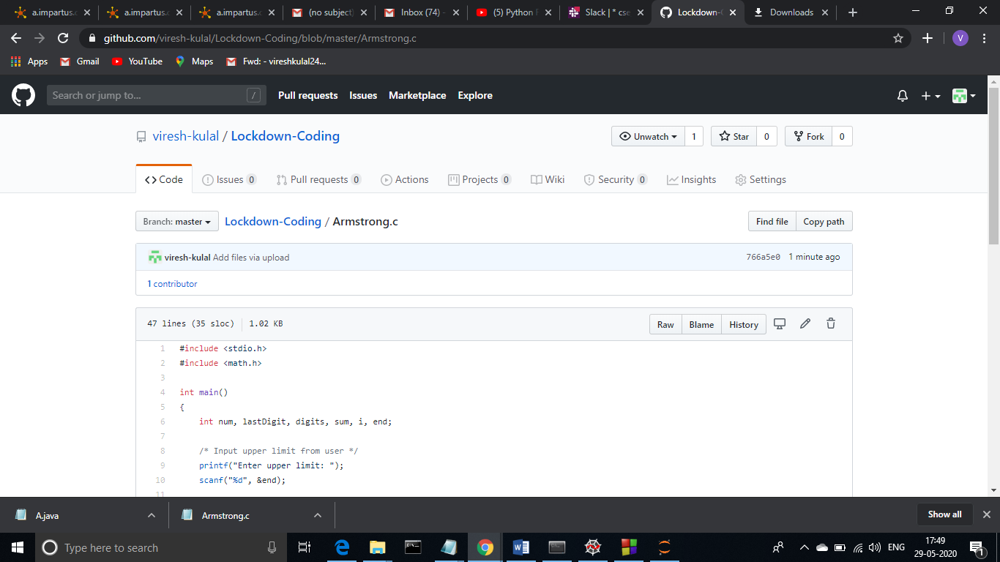 a.impartus.c
a.impartus.c
a.impartus.c
(no subject)
Inbox (74) -
(5) Python F
Slack | * cse
Lockdown-C
Downloads
github.com/viresh-kulal/Lockdown-Coding/blob/master/Armstrong.c
V
Apps
Gmail
YouTube
Maps
Fwd: - vireshkulal24...
Search or jump to...
/
Pull requests
Issues
Marketplace
Explore
viresh-kulal / Lockdown-Coding
Unwatch
1
Star
0
Fork
0
Code
Issues 0
Pull requests 0
Actions
Projects 0
Wiki
Security 0
Insights
Settings
Branch: master
Lockdown-Coding / Armstrong.c
Find file
Copy path
viresh-kulal Add files via upload
766a5e0 1 minute ago
1 contributor
47 lines (35 sloc)
1.02 KB
Raw
Blame
History
1 #include <stdio.h>
2 #include <math.h>
3
4 int main()
5 {
6 int num, lastDigit, digits, sum, i, end;
7
8 /* Input upper limit from user */
9 printf("Enter upper limit: ");
10 scanf("%d", &end);
11
A.java
Armstrong.c
Show all
Type here to search
ENG
17:49
29-05-2020
1